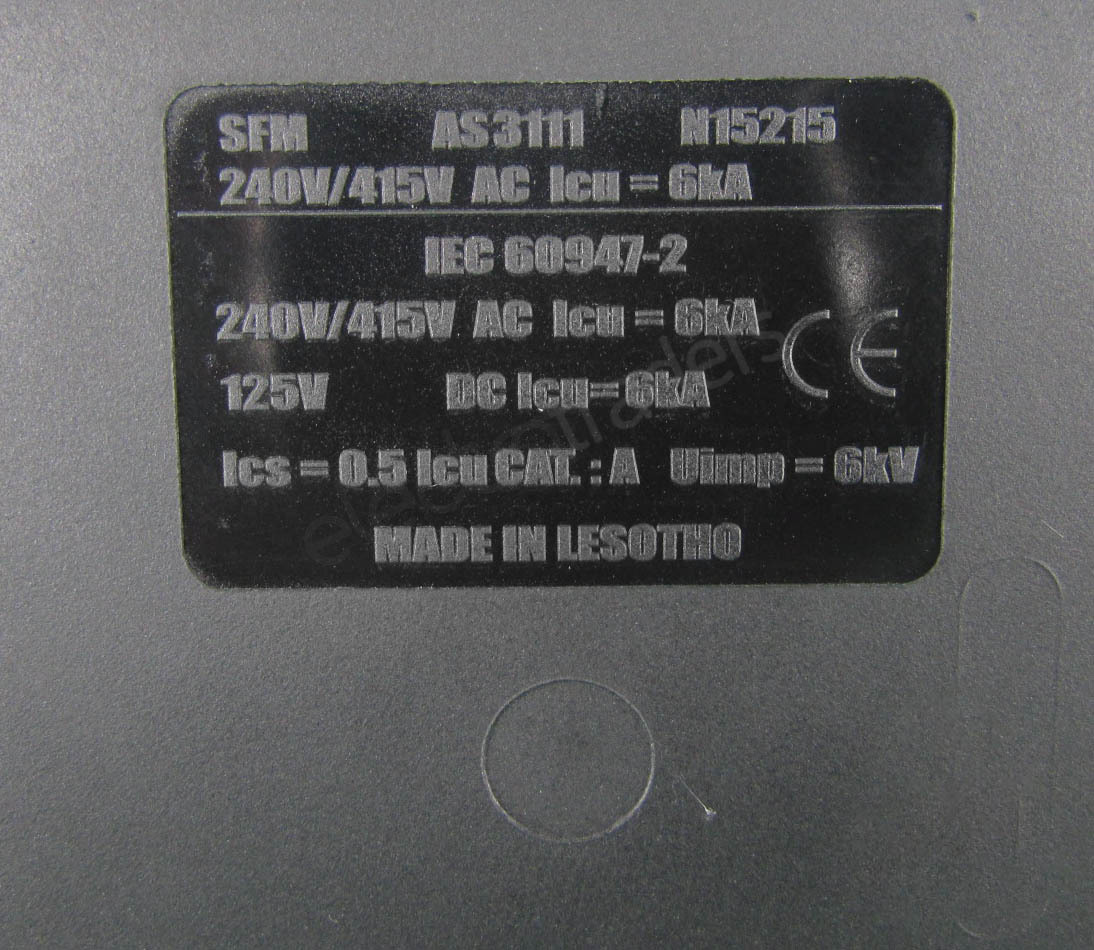 SFM AS3111 N15215
240V/415V AC Icu = 6kA
IEC 60947-2
240V/415V AC Icu = 6kA
CE
125V DC Icu= 6kA
Ics = 0.5 Icu CAT. : A Uimp = 6kV
MADE IN LESOTHO